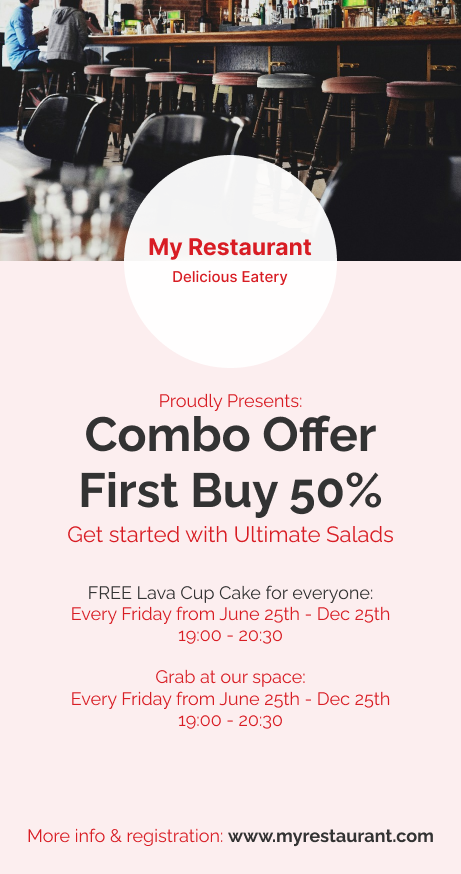 My Restaurant
Delicious Eatery
Proudly Presents:
Combo Offer
First Buy 50%
Get started with Ultimate Salads
FREE Lava Cup Cake for everyone:
Every Friday from June 25th - Dec 25th
19:00 - 20:30
Grab at our space:
Every Friday from June 25th - Dec 25th
19:00 - 20:30
More info & registration: www.myrestaurant.com